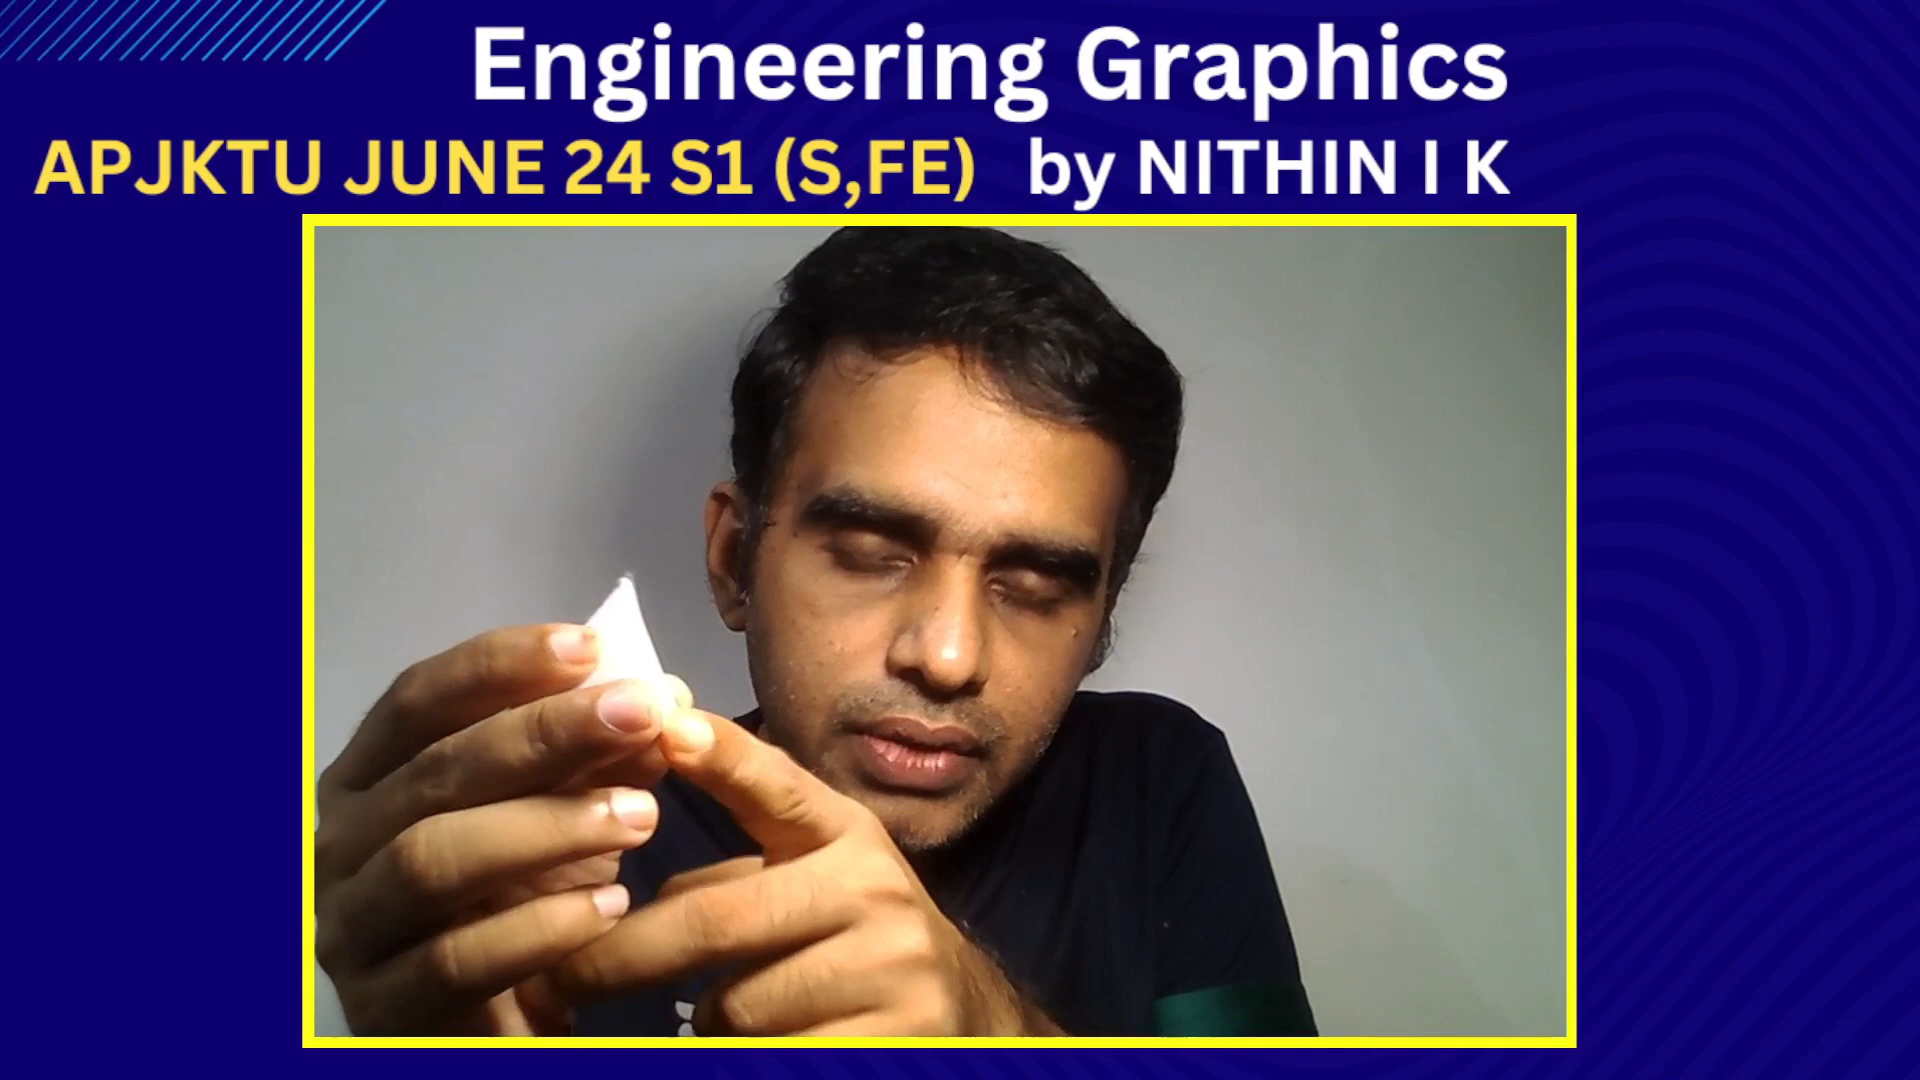 Engineering Graphics
APJKTU JUNE 24 S1 (S,FE) by NITHIN I K